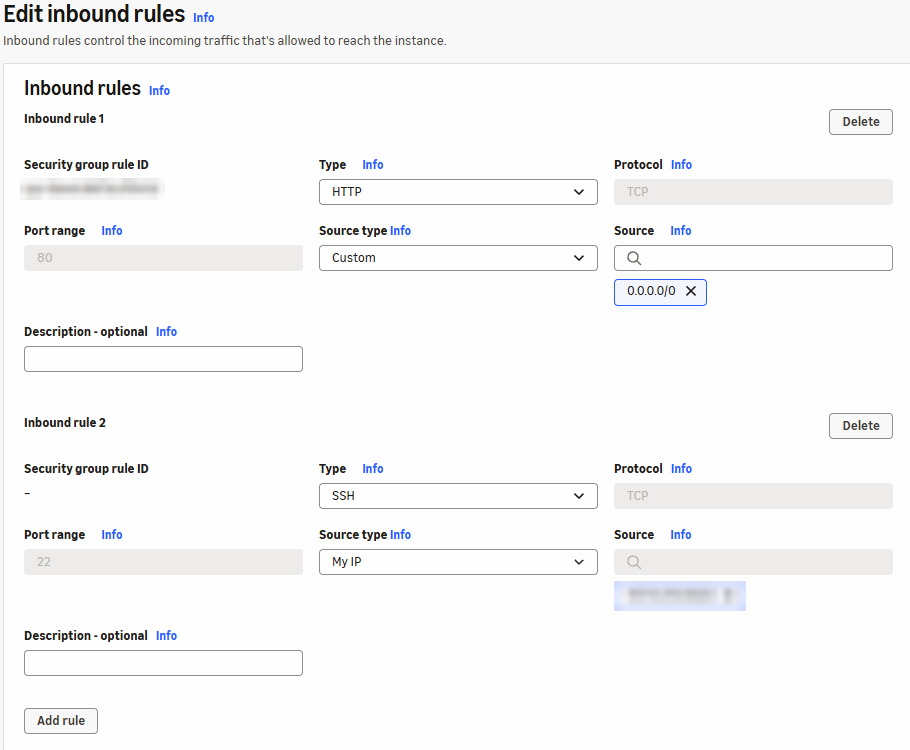 Edit inbound rules Info
Inbound rules control the incoming traffic that's allowed to reach the instance.
Inbound rules Info
Inbound rule 1
Delete
Security group rule ID
Type Info
HTTP
Protocol Info
TCP
Port range Info
80
Source type Info
Custom
Source Info
0.0.0.0/0
Description - optional Info
Inbound rule 2
Delete
Security group rule ID
–
Type Info
SSH
Protocol Info
TCP
Port range Info
22
Source type Info
My IP
Source Info
Description - optional Info
Add rule